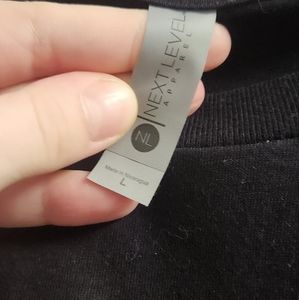 NEXT LEVEL
APPAREL
NL
Made in Nicaragua
L